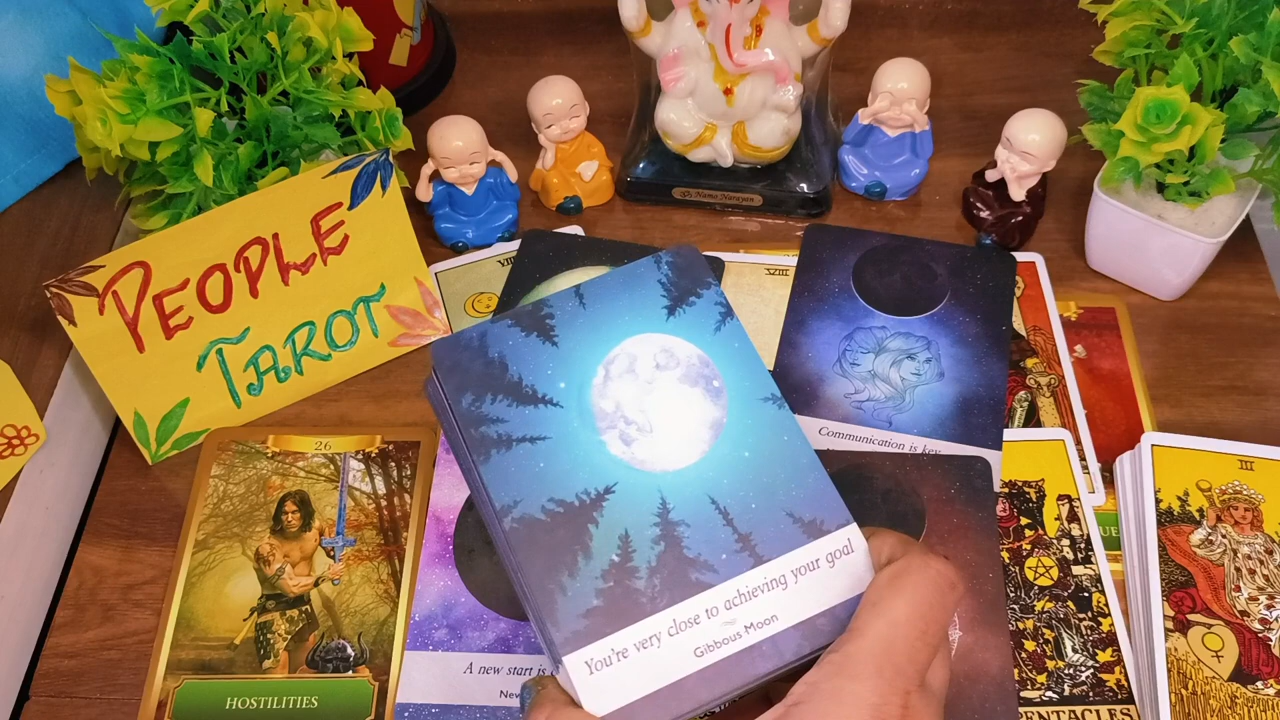 PEOPLE
TAROT
Namo Narayan
VIII
Communication is key
26
HOSTILITIES
A new start is
You're very close to achieving your goal
Gibbous Moon
III
PENTACLES